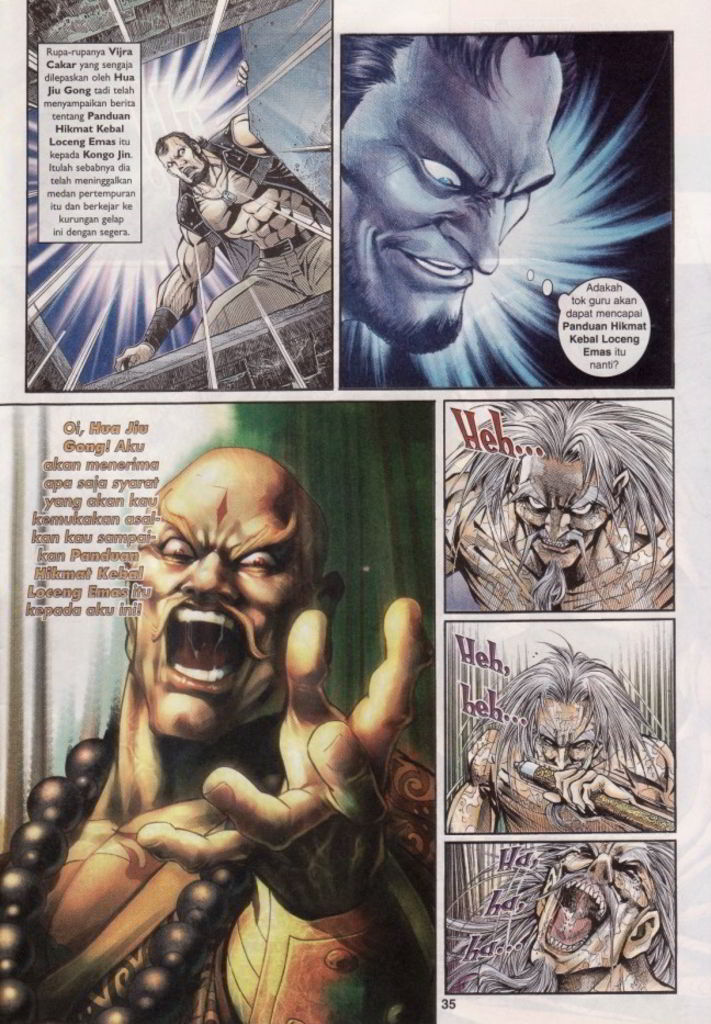 Rupa-rupanya Vijra
Cakar yang sengaja
dilepaskan oleh Hua
Jiu Gong tadi telah
menyampaikan berita
tentang Panduan
Hikmat Kebal
Loceng Emas itu
kepada Kongo Jin.
Itulah sebabnya dia
telah meninggalkan
medan pertempuran
itu dan berkejar ke
kurungan gelap
ini dengan segera.
Adakah
tok guru akan
dapat mencapai
Panduan Hikmat
Kebal Loceng
Emas itu
nanti?
Oi, Hua Jiu
Gong! Aku
akan menerima
apa saja syarat
yang akan kau
kemukakan asal-
kan kau sampai-
kan Panduan
Hikmat Kebal
Loceng Emas itu
kepada aku ini!
Heh...
Heh,
heh...
Ha,
ha,
ha...
35